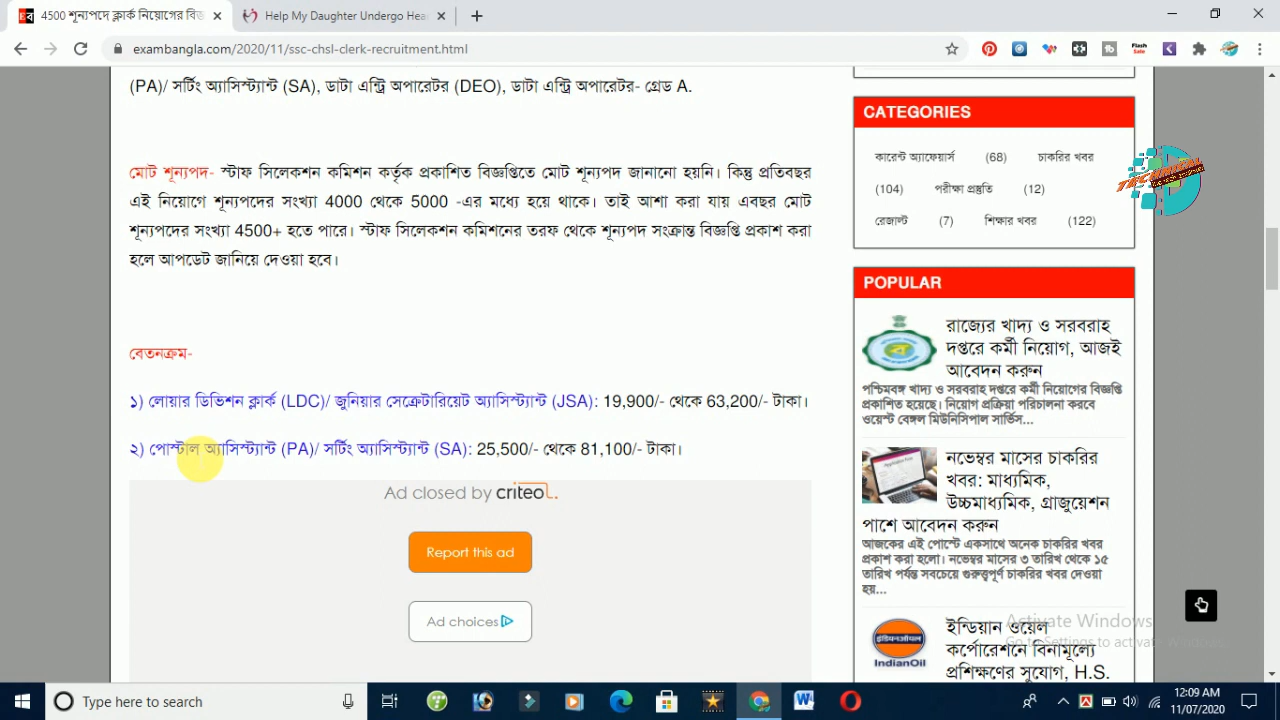 4500 শূন্যপদে ক্লার্ক নিয়োগের বিজ্ঞ
Help My Daughter Undergo Hea
exambangla.com/2020/11/ssc-chsl-clerk-recruitment.html
(PA)/ সর্টিং অ্যাসিস্ট্যান্ট (SA), ডাটা এন্ট্রি অপারেটর (DEO), ডাটা এন্ট্রি অপারেটর- গ্রেড A.
মোট শূন্যপদ- স্টাফ সিলেকশন কমিশন কর্তৃক প্রকাশিত বিজ্ঞপ্তিতে মোট শূন্যপদ জানানো হয়নি। কিন্তু প্রতিবছর
এই নিয়োগে শূন্যপদের সংখ্যা 4000 থেকে 5000 -এর মধ্যে হয়ে থাকে। তাই আশা করা যায় এবছর মোট
শূন্যপদের সংখ্যা 4500+ হতে পারে। স্টাফ সিলেকশন কমিশনের তরফ থেকে শূন্যপদ সংক্রান্ত বিজ্ঞপ্তি প্রকাশ করা
হলে আপডেট জানিয়ে দেওয়া হবে।
বেতনক্রম-
১) লোয়ার ডিভিশন ক্লার্ক (LDC)/ জুনিয়ার সেক্রেটারিয়েট অ্যাসিস্ট্যান্ট (JSA): 19,900/- থেকে 63,200/- টাকা।
২) পোস্টাল অ্যাসিস্ট্যান্ট (PA)/ সর্টিং অ্যাসিস্ট্যান্ট (SA): 25,500/- থেকে 81,100/- টাকা।
Ad closed by criteo
Report this ad
Ad choices
CATEGORIES
কারেন্ট অ্যাফেয়ার্স (68) চাকরির খবর
(104) পরীক্ষা প্রস্তুতি (12)
রেজাল্ট (7) শিক্ষার খবর (122)
POPULAR
রাজ্যের খাদ্য ও সরবরাহ
দপ্তরে কর্মী নিয়োগ, আজই
আবেদন করুন
পশ্চিমবঙ্গ খাদ্য ও সরবরাহ দপ্তরে কর্মী নিয়োগের বিজ্ঞপ্তি
প্রকাশিত হয়েছে। নিয়োগ প্রক্রিয়া পরিচালনা করবে
ওয়েস্ট বেঙ্গল মিউনিসিপাল সার্ভিস...
নভেম্বর মাসের চাকরির
খবর: মাধ্যমিক,
উচ্চমাধ্যমিক, গ্রাজুয়েশন
পাশে আবেদন করুন
আজকের এই পোস্টে একসাথে অনেক চাকরির খবর
প্রকাশ করা হলো। নভেম্বর মাসের ৩ তারিখ থেকে ১৫
তারিখ পর্যন্ত সবচেয়ে গুরুত্বপূর্ণ চাকরির খবর দেওয়া
হয়...
ইন্ডিয়ান ওয়েল
কর্পোরেশনে বিনামূল্যে
প্রশিক্ষণের সুযোগ, H.S.
IndianOil
Activate Windows
Go to Settings to activate Windows.
Type here to search
12:09 AM
11/07/2020